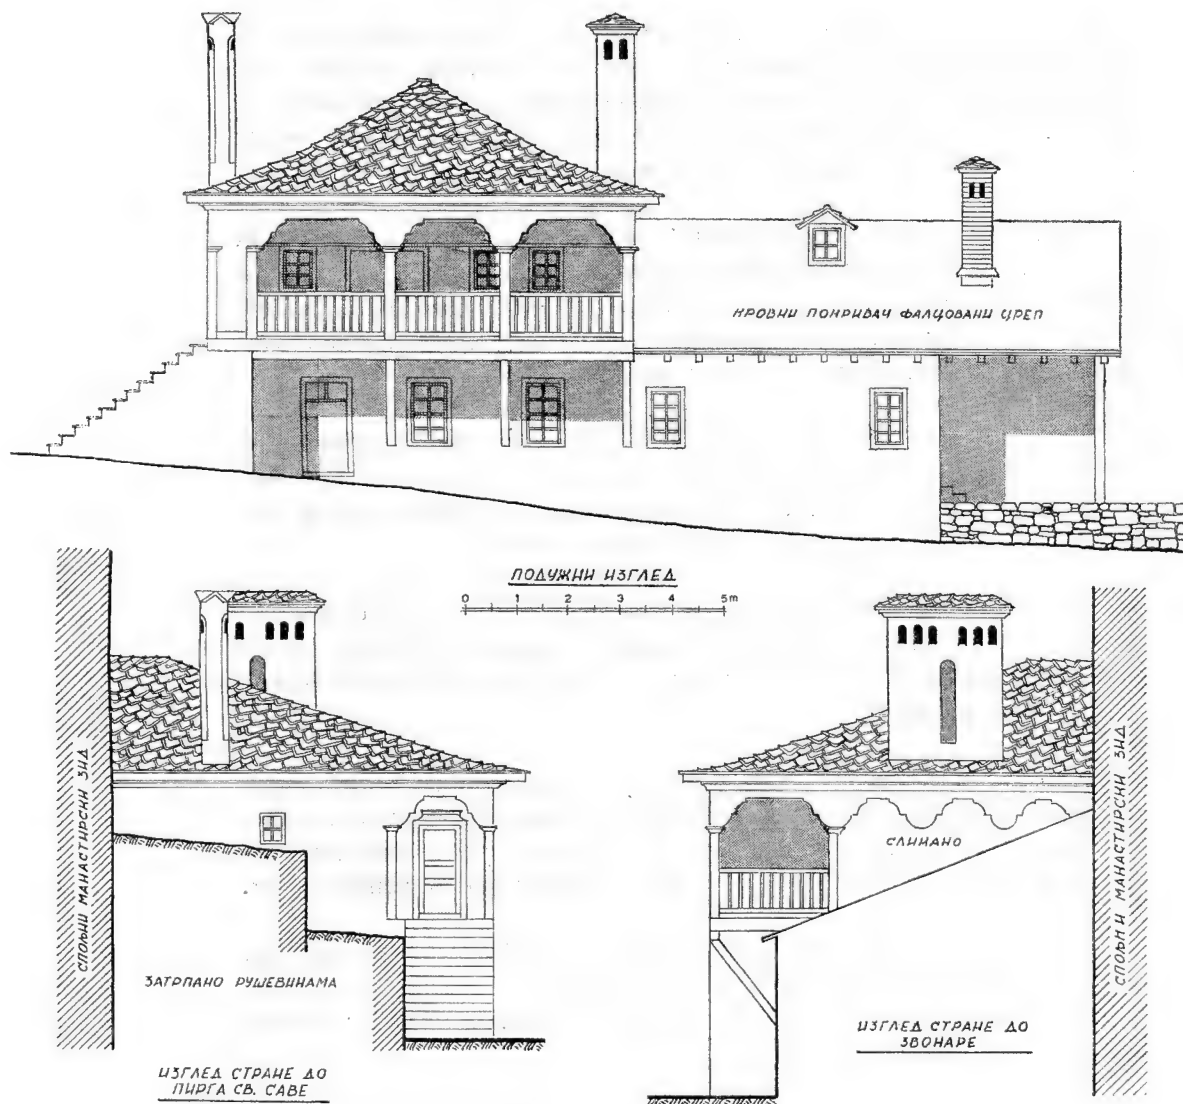 КРОВНИ ПОКРИВАЧ ФАЛЦОВАНИ ЦРЕП
ПОДУЖНИ ИЗГЛЕД
0 1 2 3 4 5m
СПОЉНИ МАНАСТИРСКИ ЗИД
ЗАТРПАНО РУШЕВИНАМА
ИЗГЛЕД СТРАНЕ ДО
ПИРГА СВ. САВЕ
СЛИКАНО
СПОЉНИ МАНАСТИРСКИ ЗИД
ИЗГЛЕД СТРАНЕ ДО
ЗВОНАРЕ